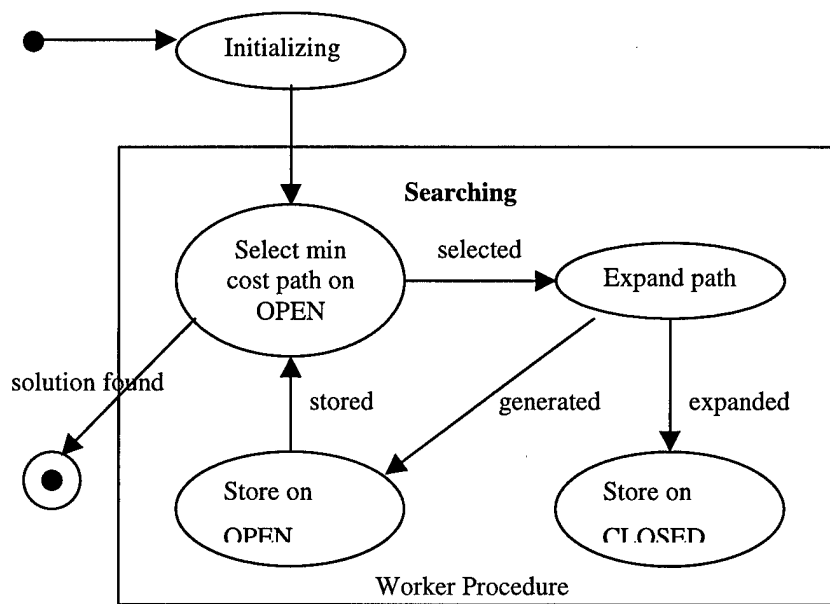 Initializing
Searching
Select min
cost path on
OPEN
selected
Expand path
solution found
stored
generated
expanded
Store on
OPEN
Store on
CLOSED
Worker Procedure